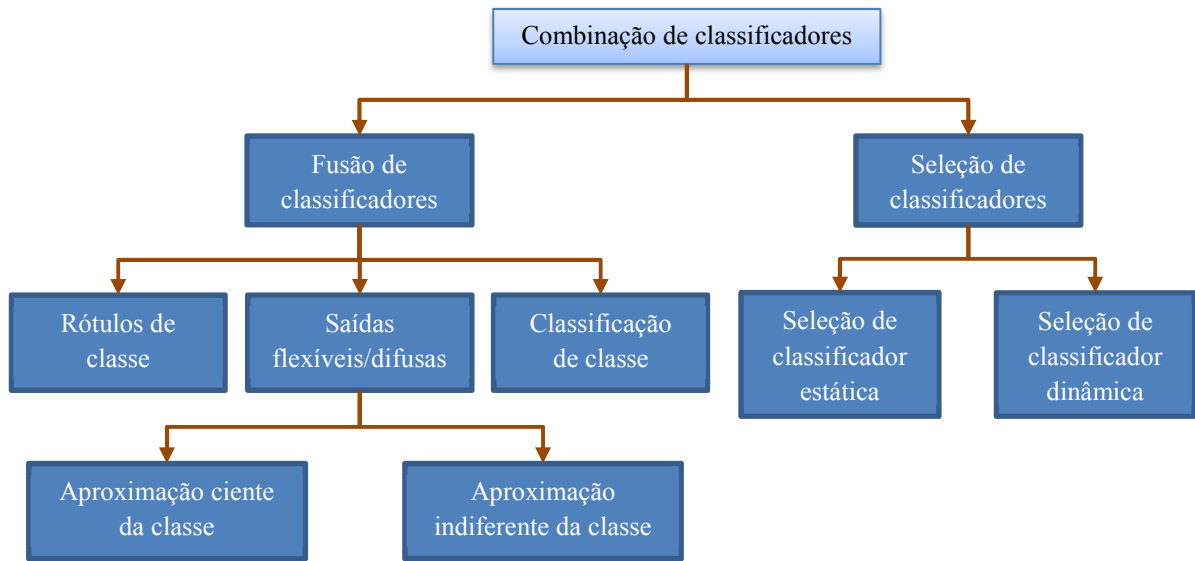 Combinação de classificadores
Fusão de
classificadores
Seleção de
classificadores
Rótulos de
classe
Saídas
flexíveis/difusas
Classificação
de classe
Seleção de
classificador
estática
Seleção de
classificador
dinâmica
Aproximação ciente
da classe
Aproximação
indiferente da classe